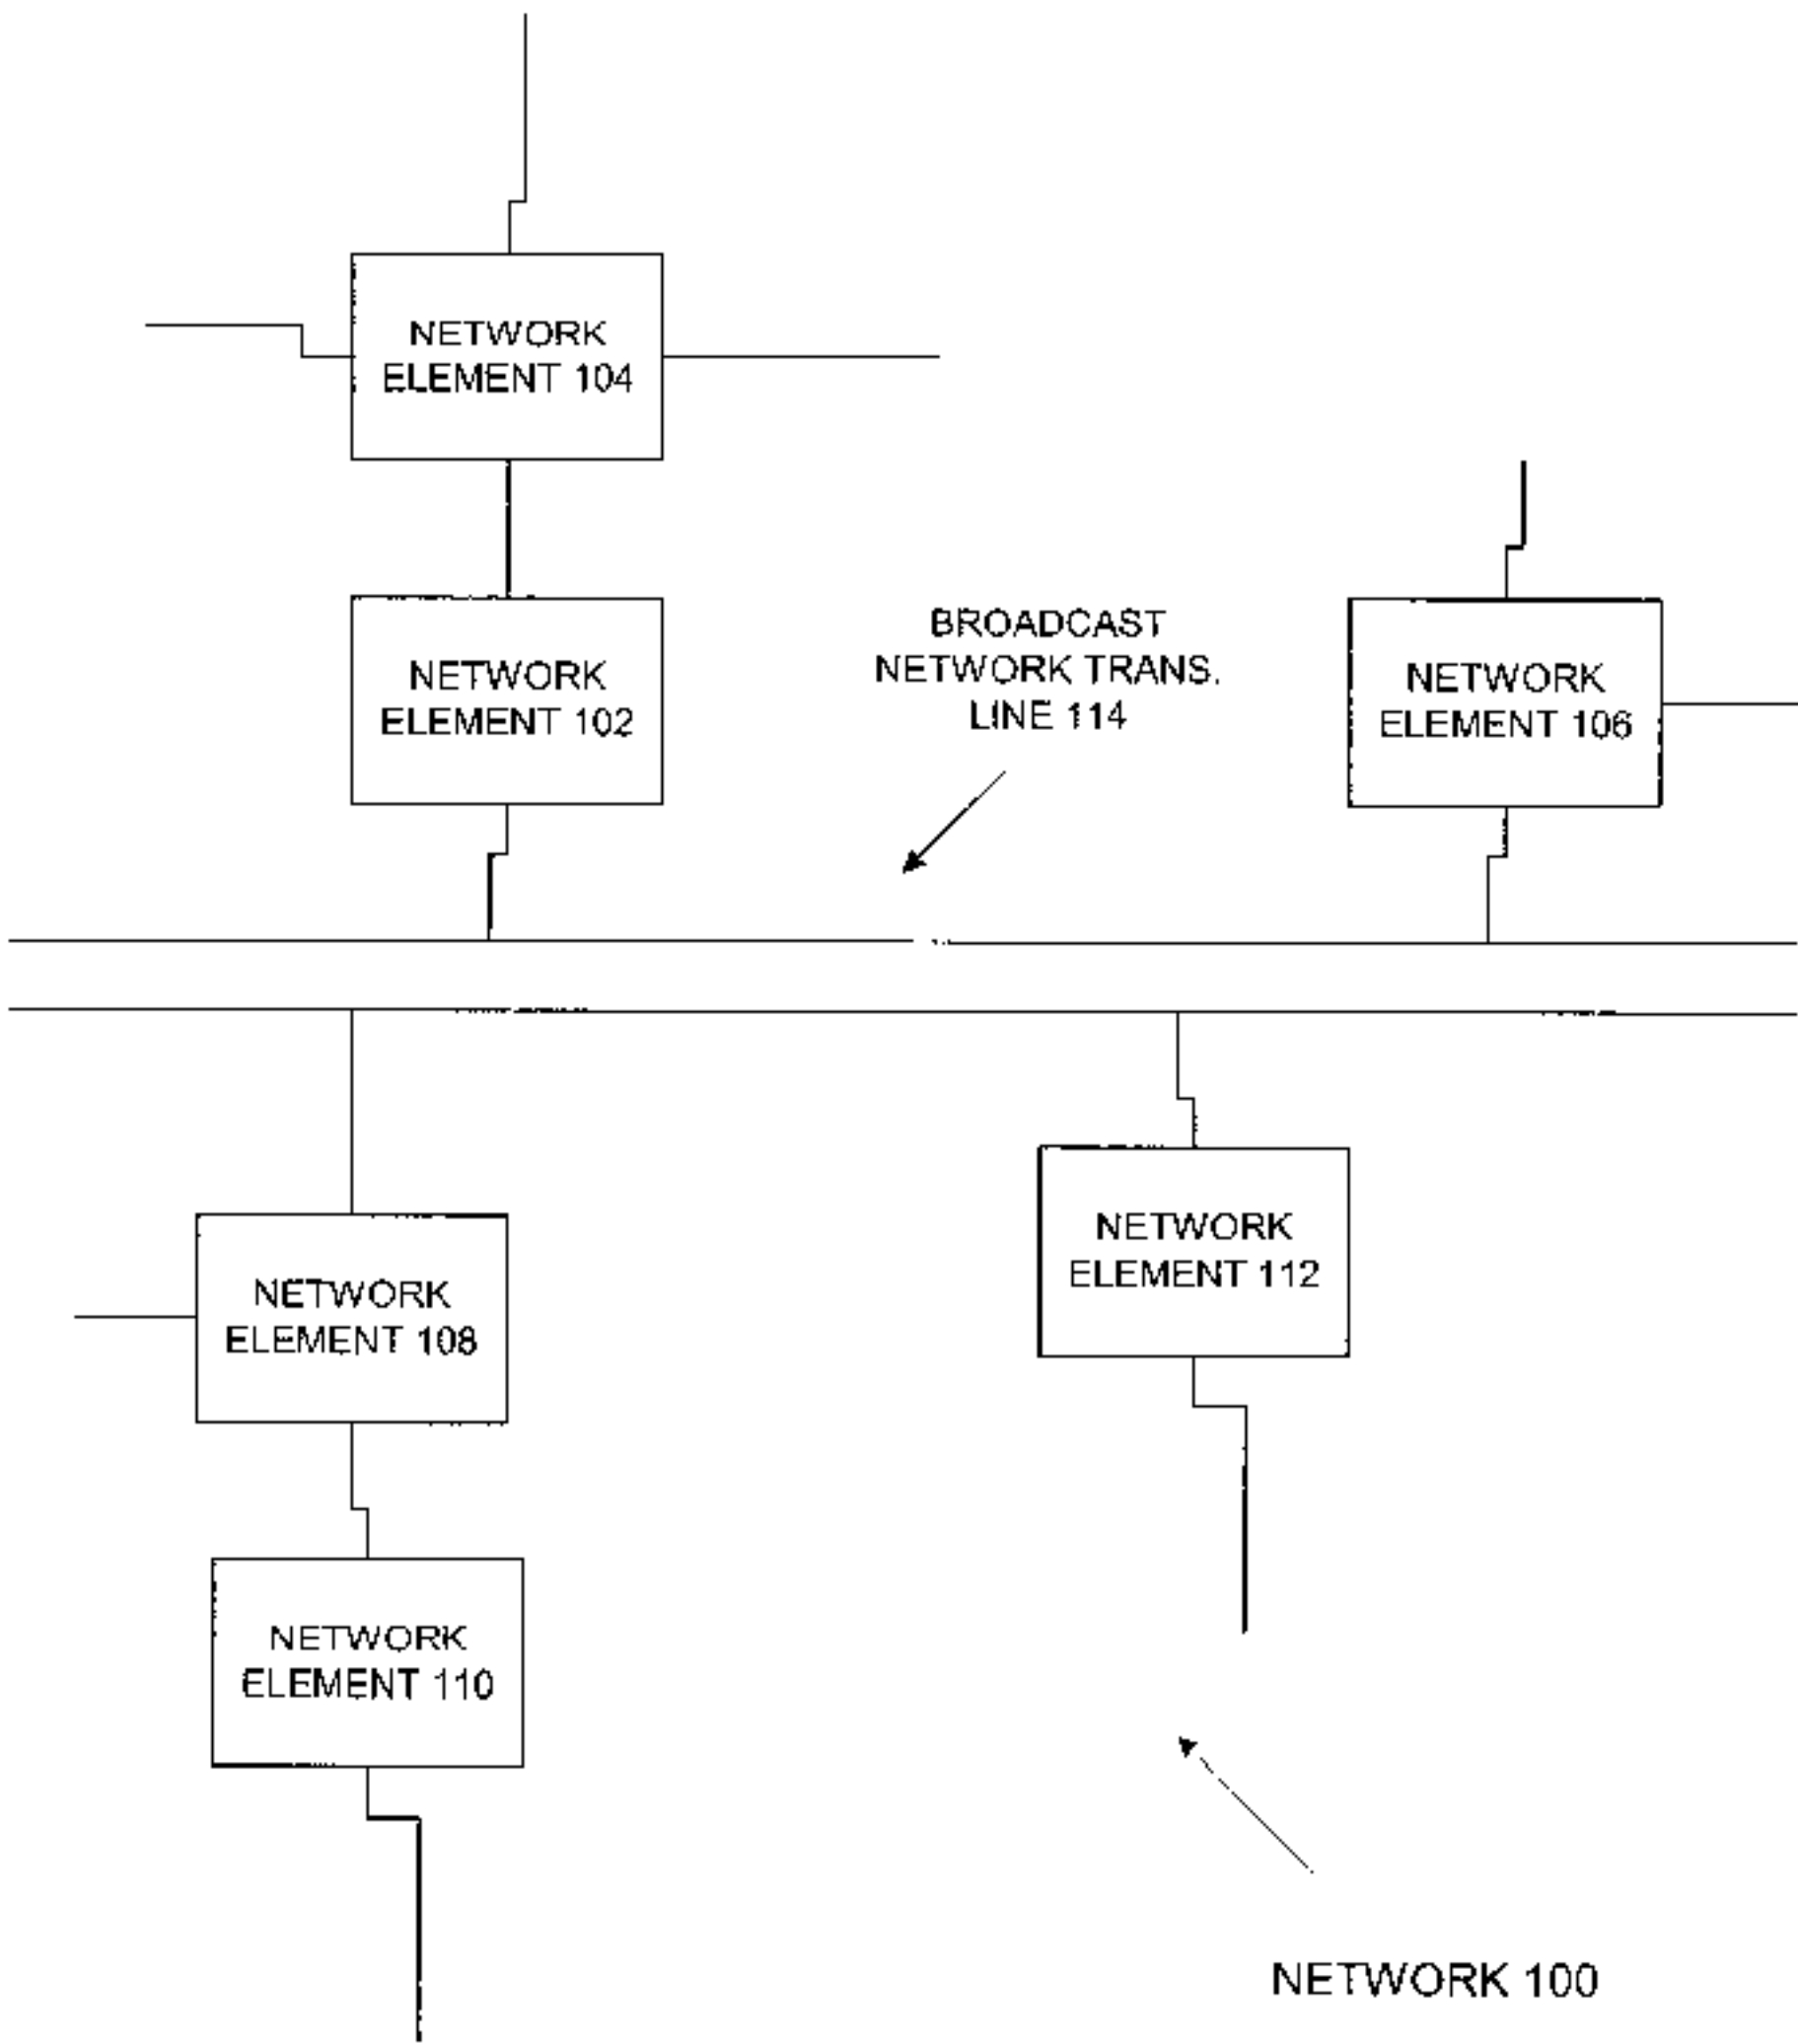 NETWORK
ELEMENT 104
NETWORK
ELEMENT 102
BROADCAST
NETWORK TRANS.
LINE 114
NETWORK
ELEMENT 106
NETWORK
ELEMENT 108
NETWORK
ELEMENT 112
NETWORK
ELEMENT 110
NETWORK 100